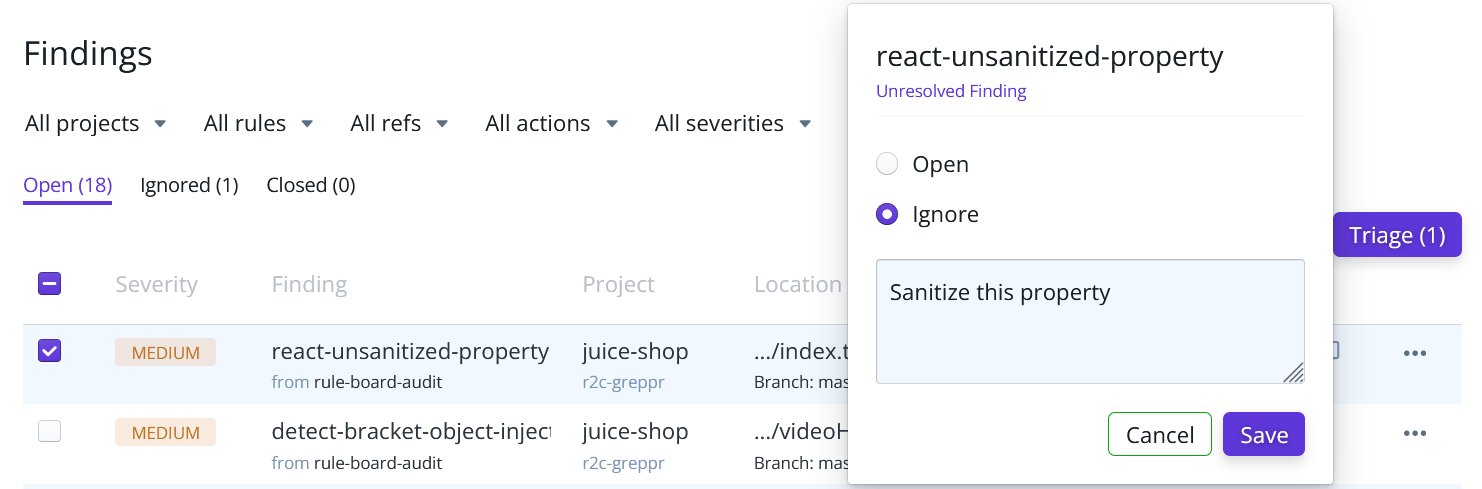 Findings
All projects All rules All refs All actions All severities
Open (18) Ignored (1) Closed (0)
Severity Finding Project Location
MEDIUM react-unsanitized-property juice-shop .../index.t
from rule-board-audit r2c-greppr Branch: mas
MEDIUM detect-bracket-object-inject juice-shop .../videoH
from rule-board-audit r2c-greppr Branch: mas
react-unsanitized-property
Unresolved Finding
Open
Ignore
Sanitize this property
Cancel Save
Triage (1)